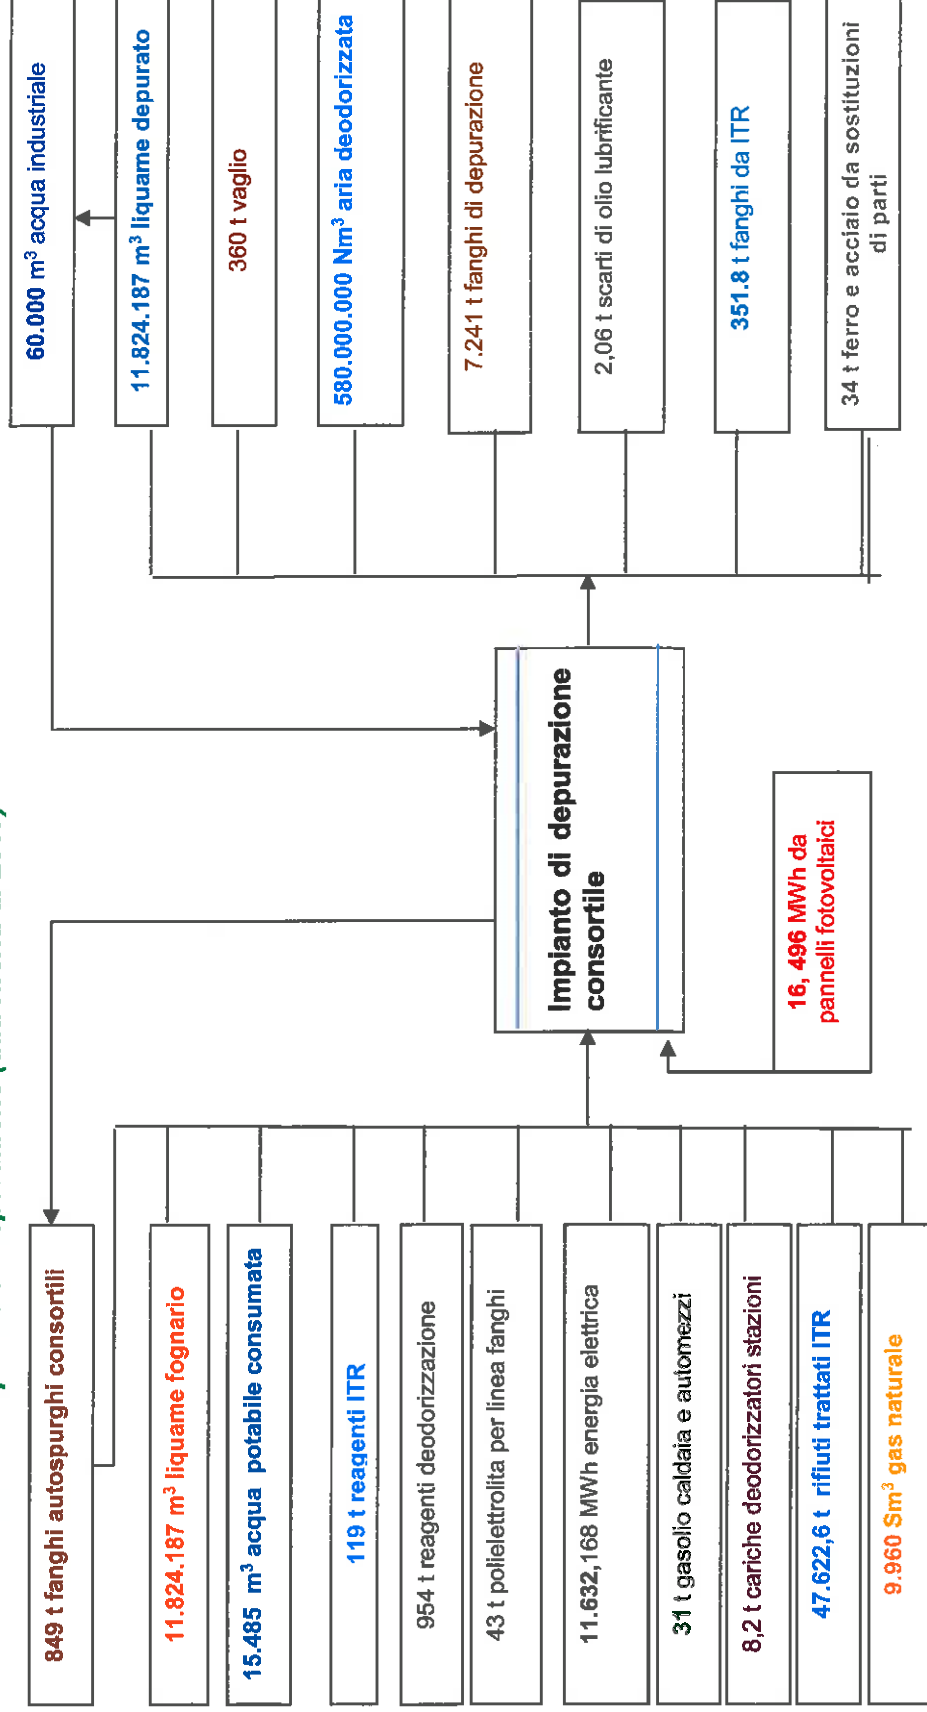 849 t fanghi autospurghi consortili
11.824.187 m³ liquame fognario
15.485 m³ acqua potabile consumata
119 t reagenti ITR
954 t reagenti deodorizzazione
43 t polielettrolita per linea fanghi
11.632,168 MWh energia elettrica
31 t gasolio caldaia e automezzi
8,2 t cariche deodorizzatori stazioni
47.622,6 t rifiuti trattati ITR
9.960 Sm³ gas naturale
Impianto di depurazione
consortile
16, 496 MWh da
pannelli fotovoltaici
60.000 m³ acqua industriale
11.824.187 m³ liquame depurato
360 t vaglio
580.000.000 Nm³ aria deodorizzata
7.241 t fanghi di depurazione
2,06 t scarti di olio lubrificante
351.8 t fanghi da ITR
34 t ferro e acciaio da sostituzioni
di parti